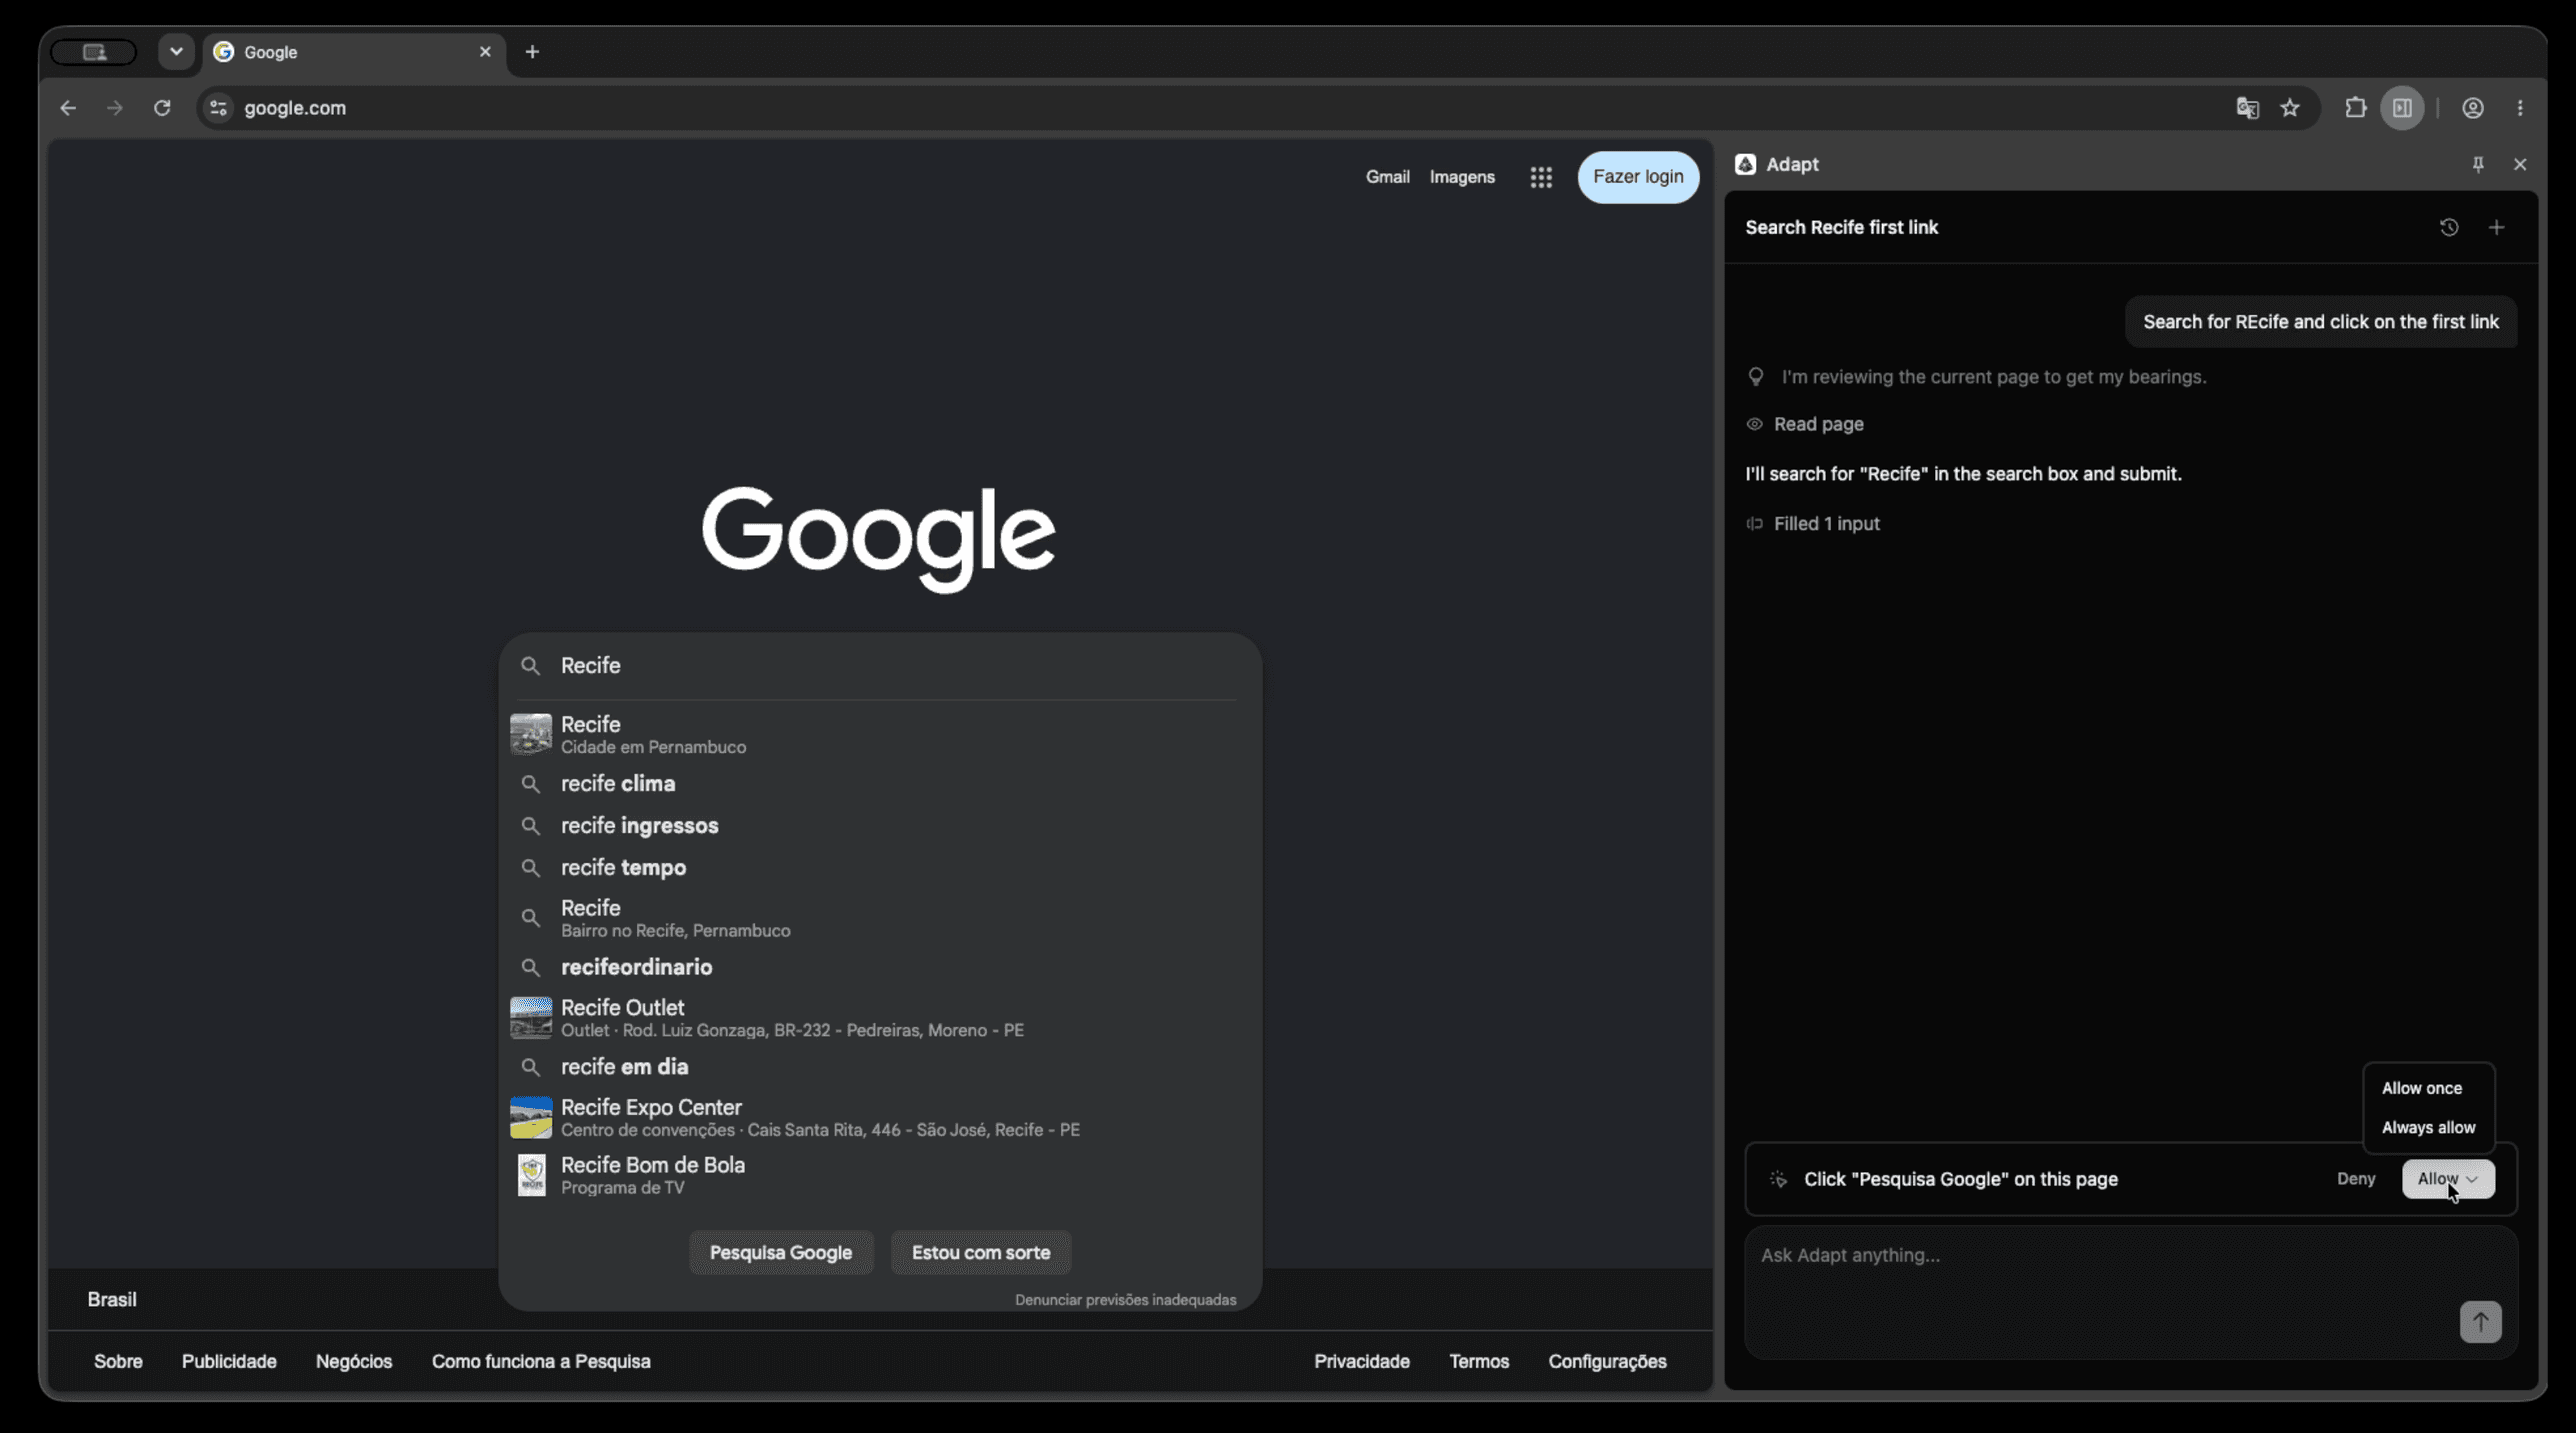 Google
google.com
Gmail
Imagens
Fazer login
Google
Recife
Recife
Cidade em Pernambuco
recife clima
recife ingressos
recife tempo
Recife
Bairro no Recife, Pernambuco
recifeordinario
Recife Outlet
Outlet · Rod. Luiz Gonzaga, BR-232 - Pedreiras, Moreno - PE
recife em dia
Recife Expo Center
Centro de convenções · Cais Santa Rita, 446 - São José, Recife - PE
Recife Bom de Bola
Programa de TV
Pesquisa Google
Estou com sorte
Denunciar previsões inadequadas
Brasil
Sobre
Publicidade
Negócios
Como funciona a Pesquisa
Privacidade
Termos
Configurações
Adapt
Search Recife first link
Search for REcife and click on the first link
I'm reviewing the current page to get my bearings.
Read page
I'll search for "Recife" in the search box and submit.
Filled 1 input
Allow once
Always allow
Click "Pesquisa Google" on this page
Deny
Allow
Ask Adapt anything...